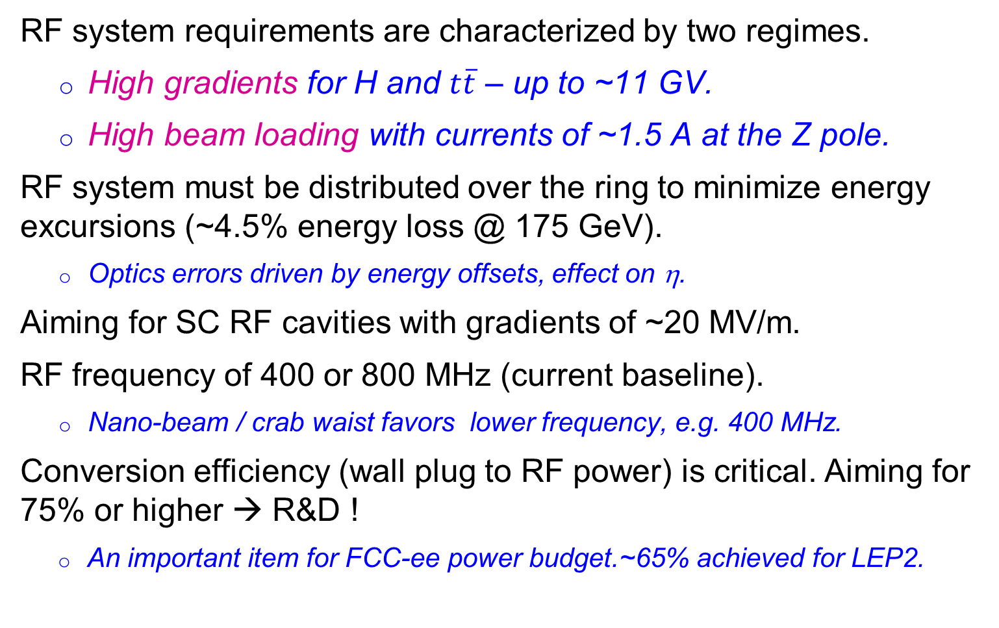 RF system requirements are characterized by two regimes.
o High gradients for H and tt̄ – up to ~11 GV.
o High beam loading with currents of ~1.5 A at the Z pole.
RF system must be distributed over the ring to minimize energy
excursions (~4.5% energy loss @ 175 GeV).
o Optics errors driven by energy offsets, effect on η.
Aiming for SC RF cavities with gradients of ~20 MV/m.
RF frequency of 400 or 800 MHz (current baseline).
o Nano-beam / crab waist favors  lower frequency, e.g. 400 MHz.
Conversion efficiency (wall plug to RF power) is critical. Aiming for
75% or higher → R&D !
o An important item for FCC-ee power budget.~65% achieved for LEP2.